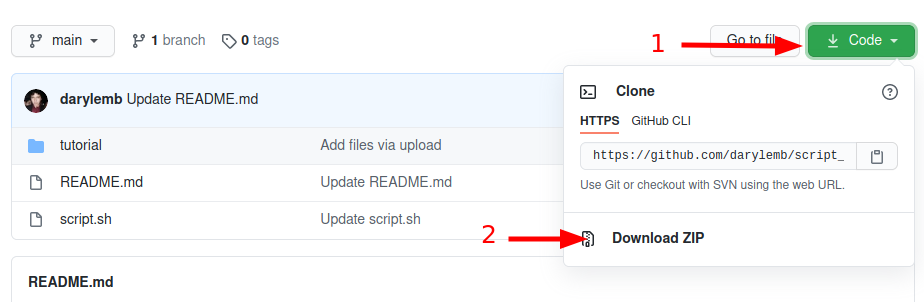 main 1 branch 0 tags Go to fil Code
1
darylemb Update README.md
Clone
HTTPS GitHub CLI
tutorial Add files via upload
https://github.com/darylemb/script_
README.md Update README.md
Use Git or checkout with SVN using the web URL.
script.sh Update script.sh
2
Download ZIP
README.md